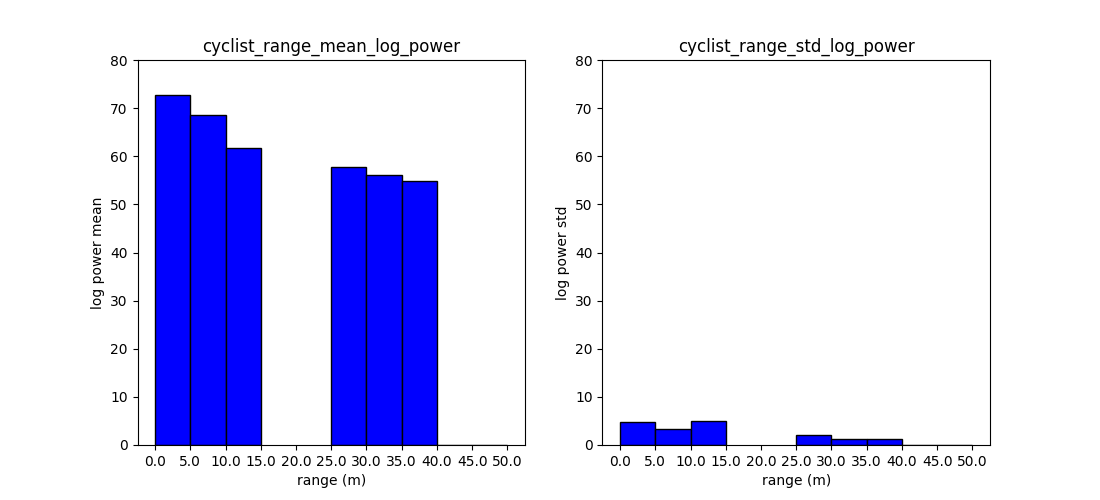 cyclist_range_mean_log_power
80
70
60
50
40
30
20
10
0
log power mean
0.0 5.0 10.0 15.0 20.0 25.0 30.0 35.0 40.0 45.0 50.0
range (m)
cyclist_range_std_log_power
80
70
60
50
40
30
20
10
0
log power std
0.0 5.0 10.0 15.0 20.0 25.0 30.0 35.0 40.0 45.0 50.0
range (m)